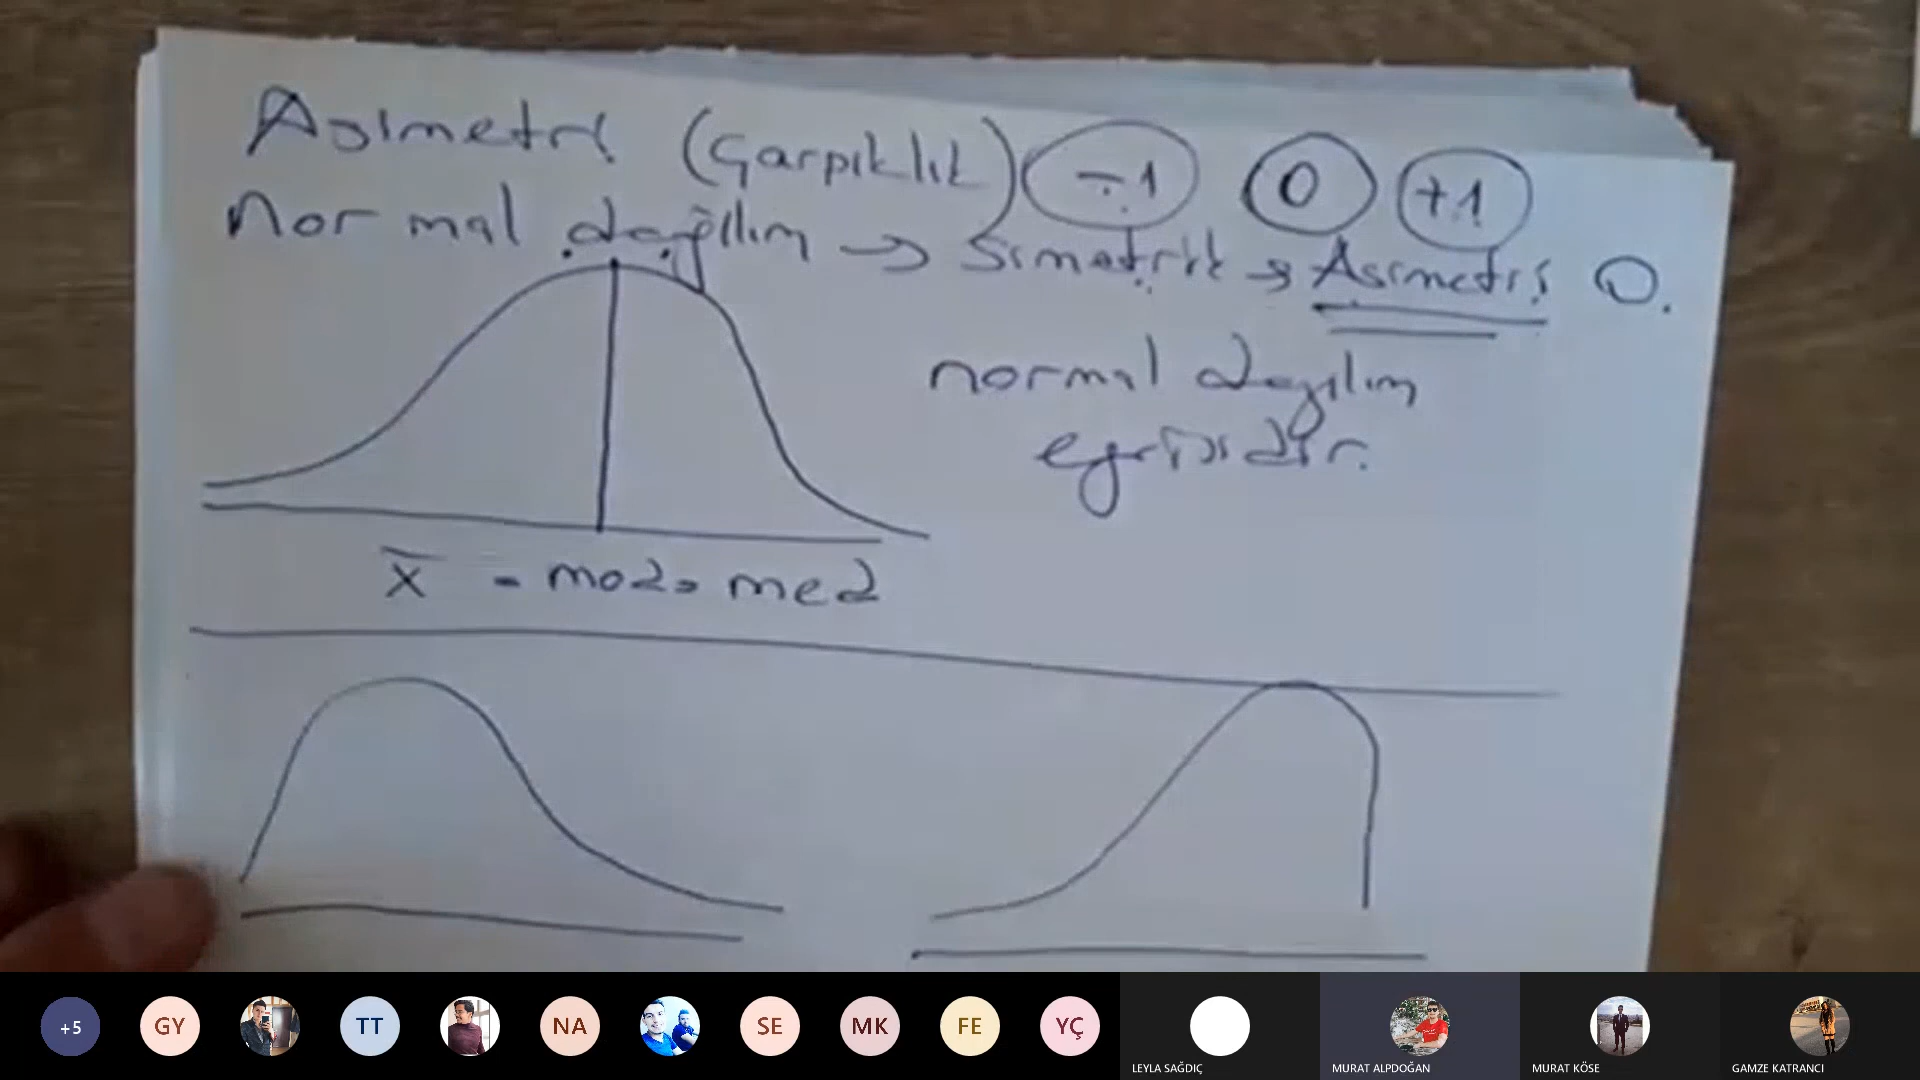 Asimetri (Çarpıklık) -1 0 +1
Normal dağılım → Simetrik → Asimetri 0.
normal dağılım
eğrisidir.
x̄ = mod = med
+5 GY TT NA SE MK FE YÇ
LEYLA SAĞDIÇ MURAT ALPDOĞAN MURAT KÖSE GAMZE KATRANCI